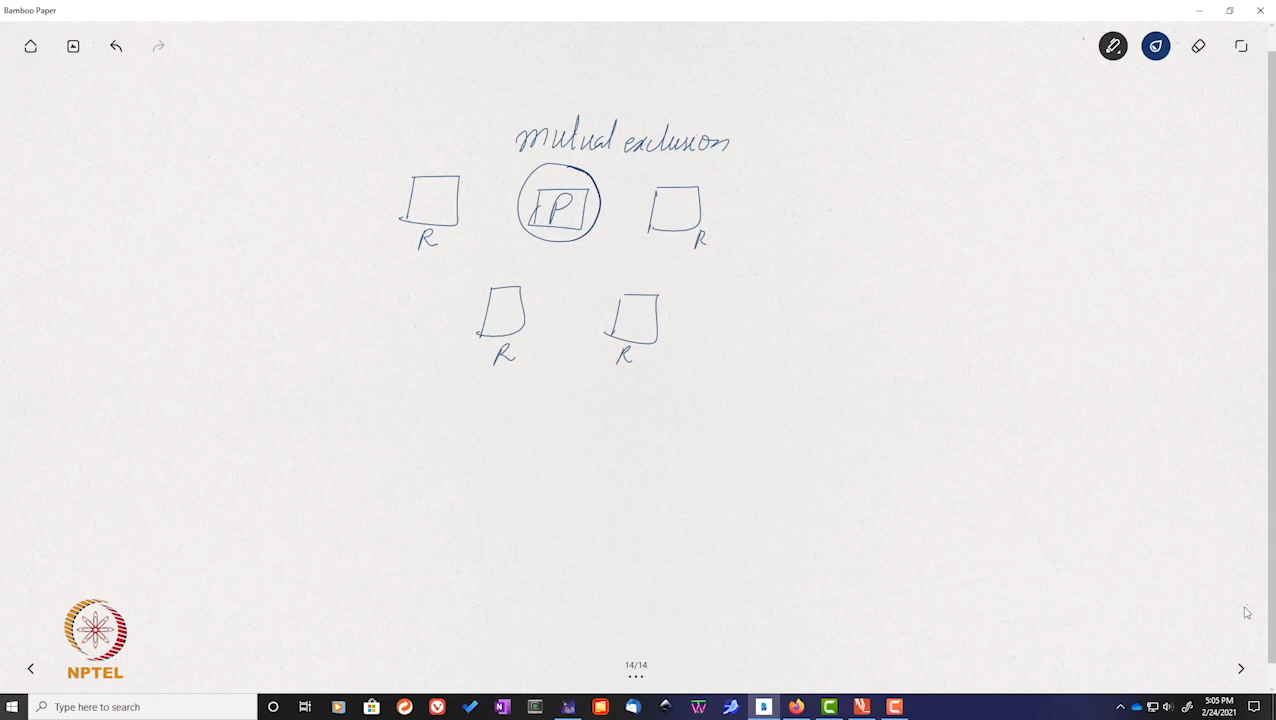 Bamboo Paper
mutual exclusion
P
R
R
R
R
NPTEL
14/14
Type here to search
5:05 PM
2/24/2021